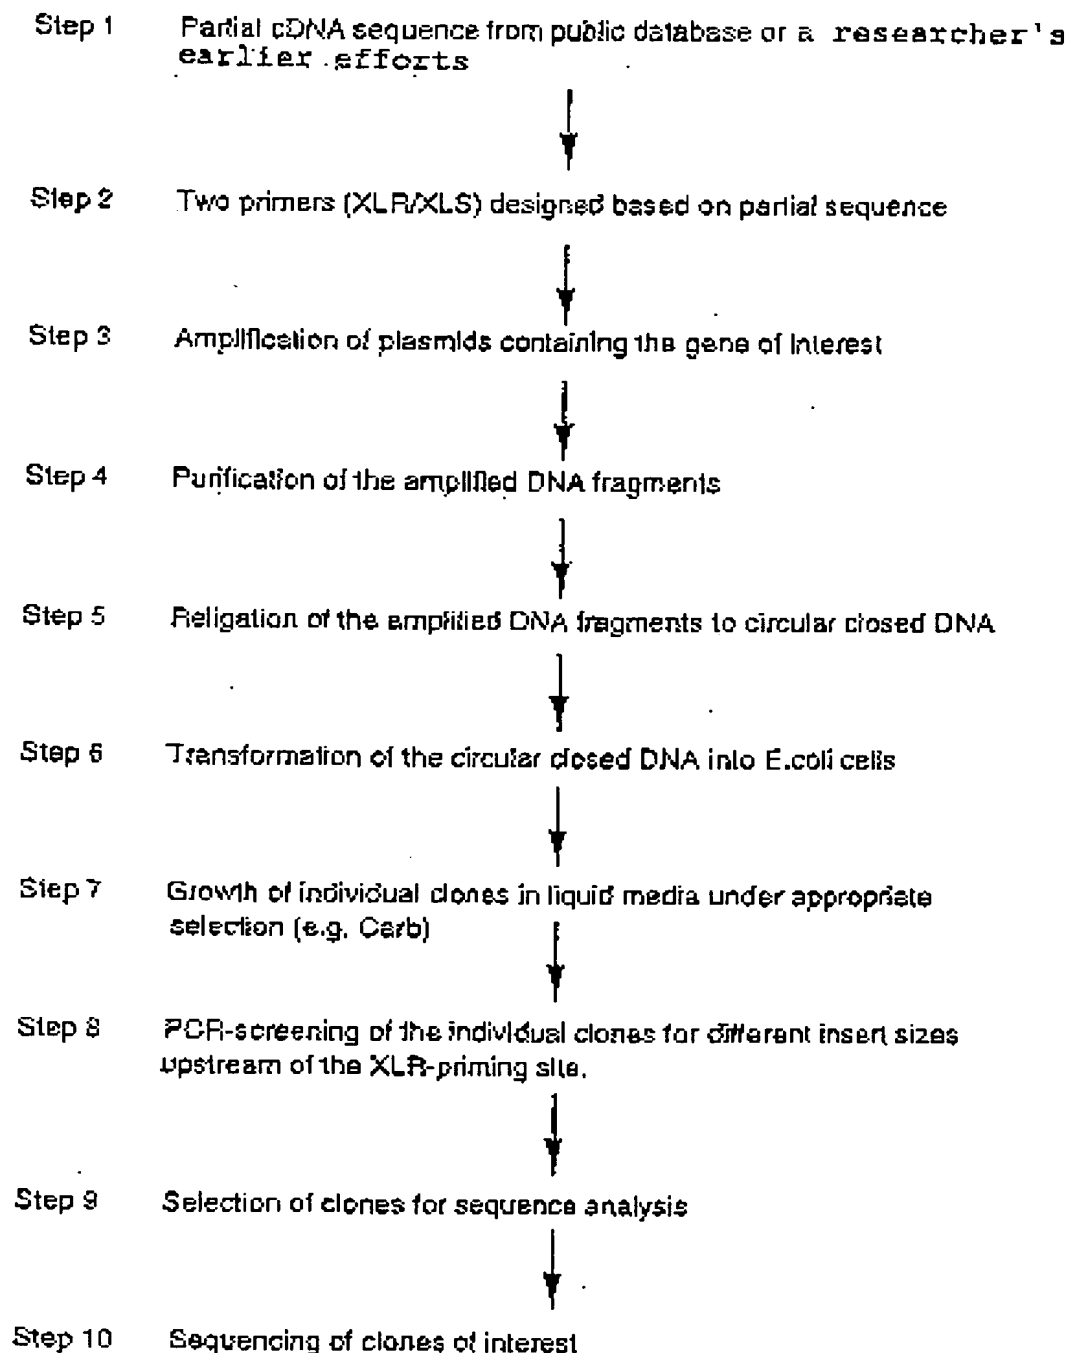 Step 1 Partial cDNA sequence from public database or a researcher's
earlier efforts
Step 2 Two primers (XLR/XLS) designed based on partial sequence
Step 3 Amplification of plasmids containing the gene of interest
Step 4 Purification of the amplified DNA fragments
Step 5 Religation of the amplified DNA fragments to circular closed DNA
Step 6 Transformation of the circular closed DNA into E.coli cells
Step 7 Growth of individual clones in liquid media under appropriate
selection (e.g. Carb)
Step 8 PCR-screening of the individual clones for different insert sizes
upstream of the XLR-priming site.
Step 9 Selection of clones for sequence analysis
Step 10 Sequencing of clones of interest